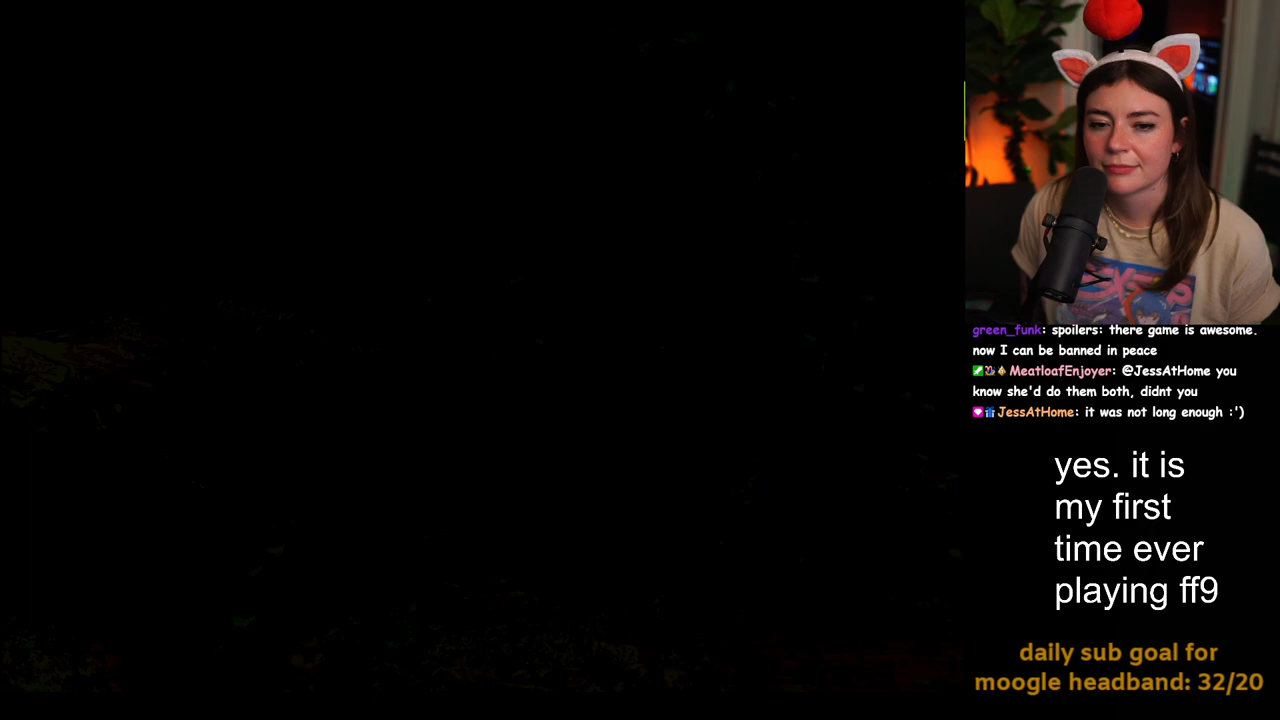 green_funk: spoilers: there game is awesome.
now I can be banned in peace
MeatloafEnjoyer: @JessAtHome you
know she'd do them both, didnt you
JessAtHome: it was not long enough :')
yes. it is
my first
time ever
playing ff9
daily sub goal for
moogle headband: 32/20